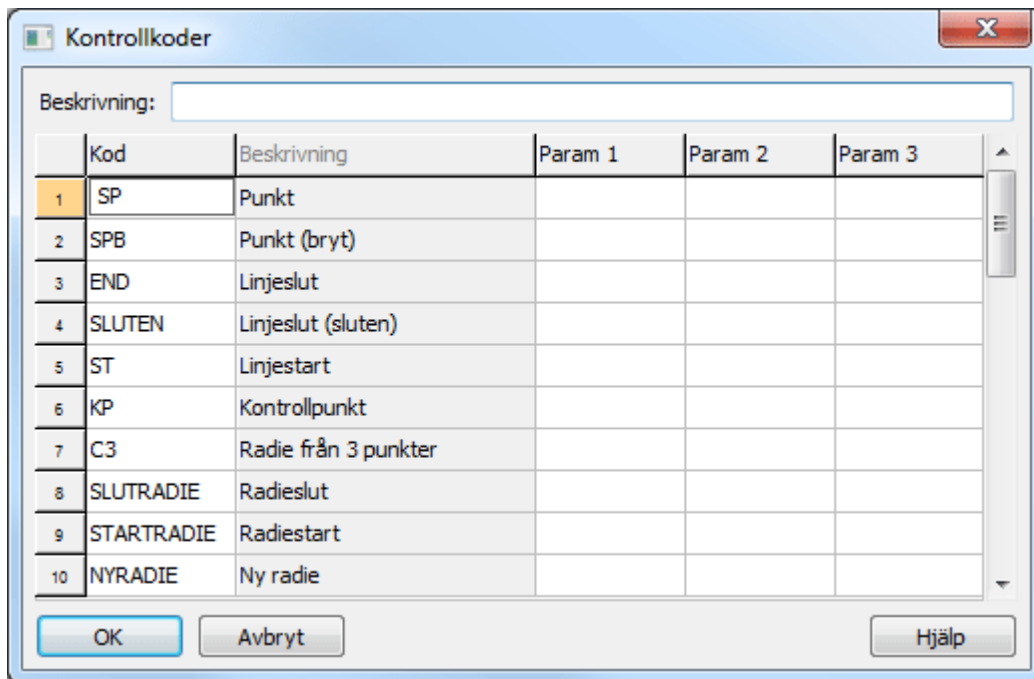 Kontrollkoder
Beskrivning:
Kod Beskrivning Param 1 Param 2 Param 3
1 SP Punkt
2 SPB Punkt (bryt)
3 END Linjeslut
4 SLUTEN Linjeslut (sluten)
5 ST Linjestart
6 KP Kontrollpunkt
7 C3 Radie från 3 punkter
8 SLUTRADIE Radieslut
9 STARTRADIE Radiestart
10 NYRADIE Ny radie
OK Avbryt Hjälp